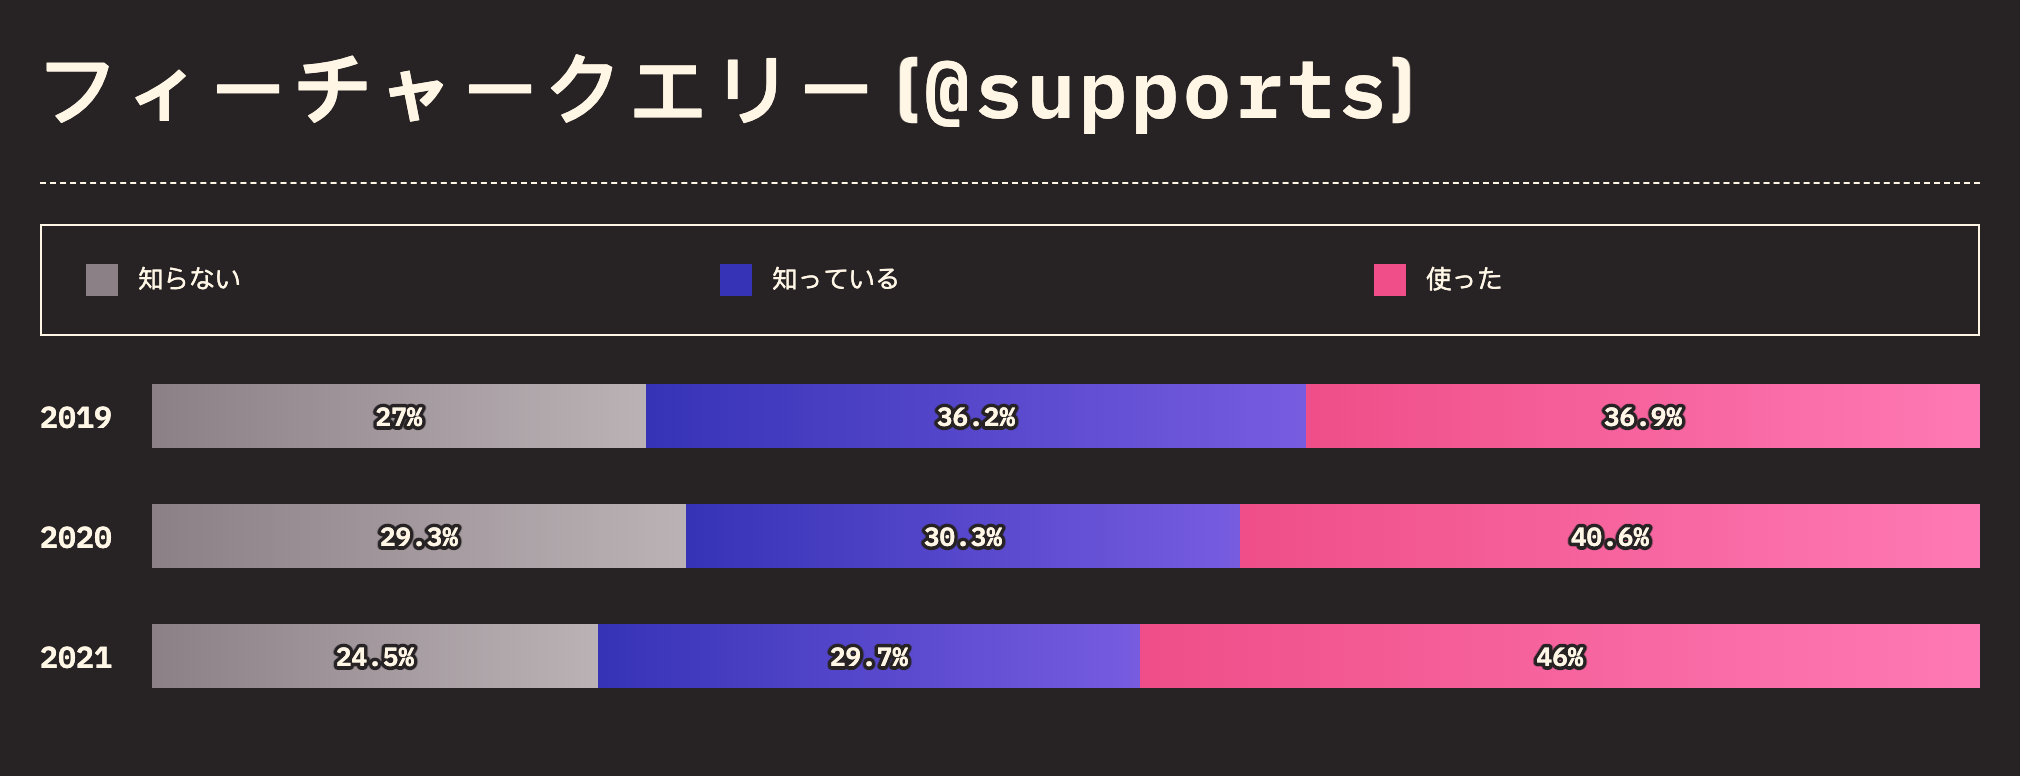 フィーチャークエリー (@supports)
知らない 知っている 使った
2019 27% 36.2% 36.9%
2020 29.3% 30.3% 40.6%
2021 24.5% 29.7% 46%